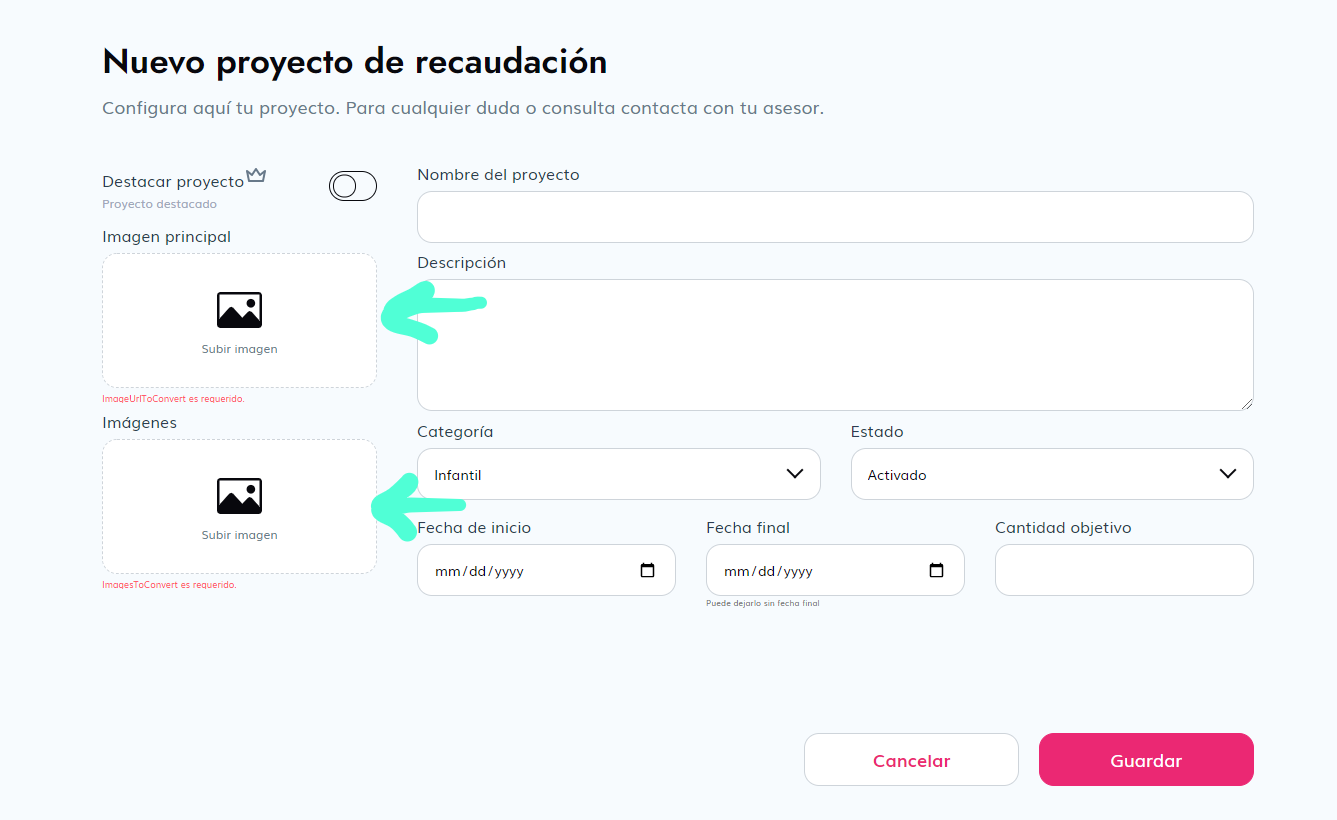 Nuevo proyecto de recaudación
Configura aquí tu proyecto. Para cualquier duda o consulta contacta con tu asesor.
Destacar proyecto
Proyecto destacado
Imagen principal
Subir imagen
ImageUrlToConvert es requerido.
Imágenes
Subir imagen
ImagesToConvert es requerido.
Nombre del proyecto
Descripción
Categoría
Infantil
Estado
Activado
Fecha de inicio
mm/dd/yyyy
Fecha final
mm/dd/yyyy
Puede dejarlo sin fecha final
Cantidad objetivo
Cancelar
Guardar